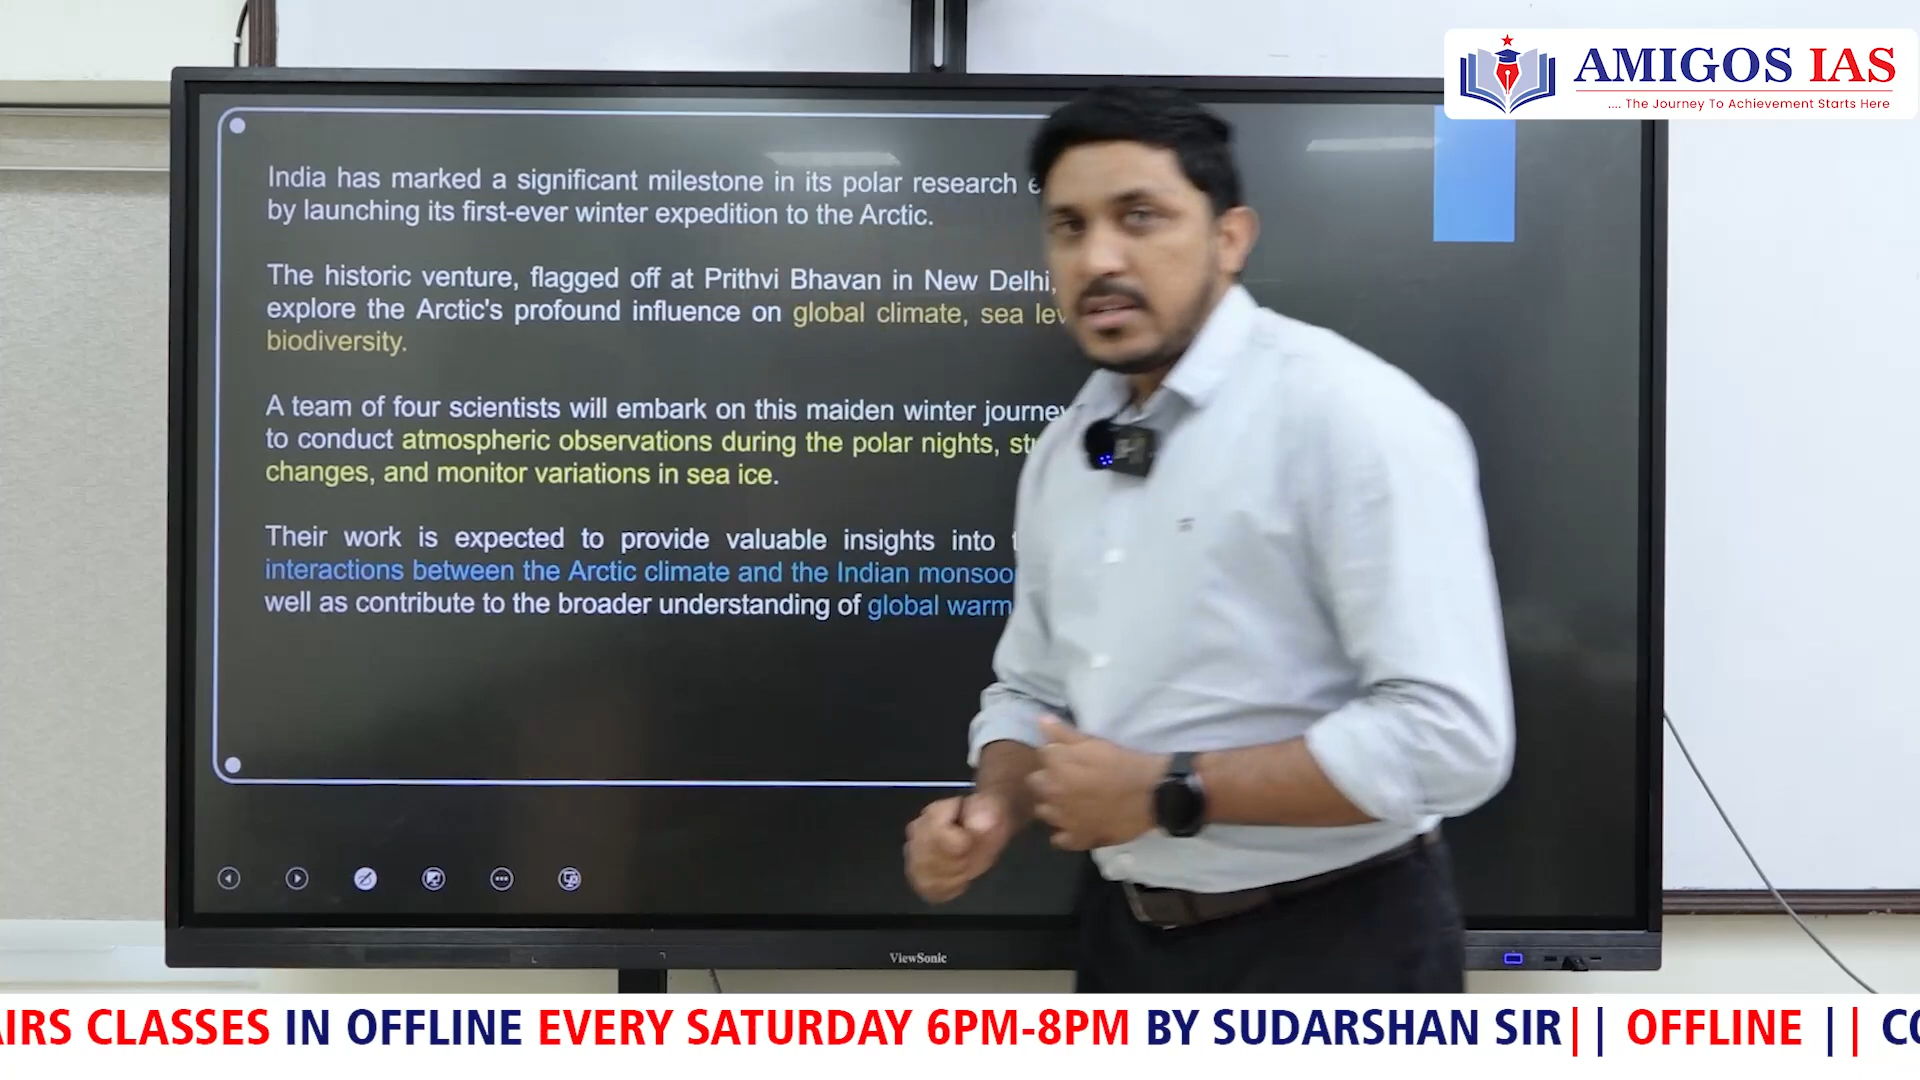 AMIGOS IAS
.... The Journey To Achievement Starts Here
India has marked a significant milestone in its polar research
by launching its first-ever winter expedition to the Arctic.
The historic venture, flagged off at Prithvi Bhavan in New Delhi,
explore the Arctic's profound influence on global climate, sea
biodiversity.
A team of four scientists will embark on this maiden winter
to conduct atmospheric observations during the polar nights,
changes, and monitor variations in sea ice.
Their work is expected to provide valuable insights into
interactions between the Arctic climate and the Indian
well as contribute to the broader understanding of global
ViewSonic
CLASSES IN OFFLINE EVERY SATURDAY 6PM-8PM BY SUDARSHAN SIR|| OFFLINE ||